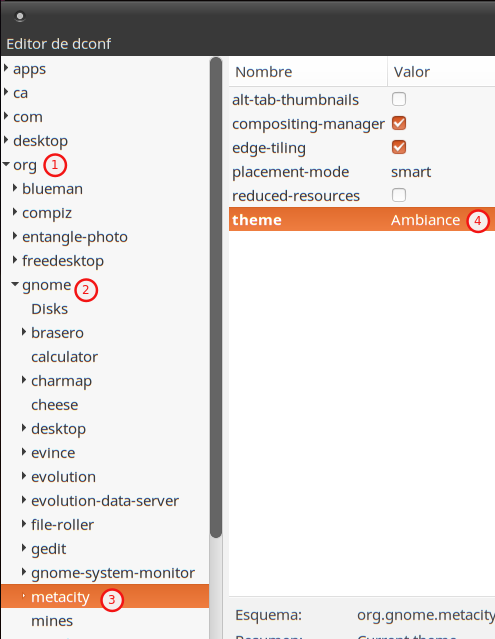 Editor de dconf
apps
ca
com
desktop
org 1
blueman
compiz
entangle-photo
freedesktop
gnome 2
Disks
brasero
calculator
charmap
cheese
desktop
evince
evolution
evolution-data-server
file-roller
gedit
gnome-system-monitor
metacity 3
mines
Nombre Valor
alt-tab-thumbnails
compositing-manager
edge-tiling
placement-mode smart
reduced-resources
theme Ambiance 4
Esquema: org.gnome.metacity
Resumen: Current theme